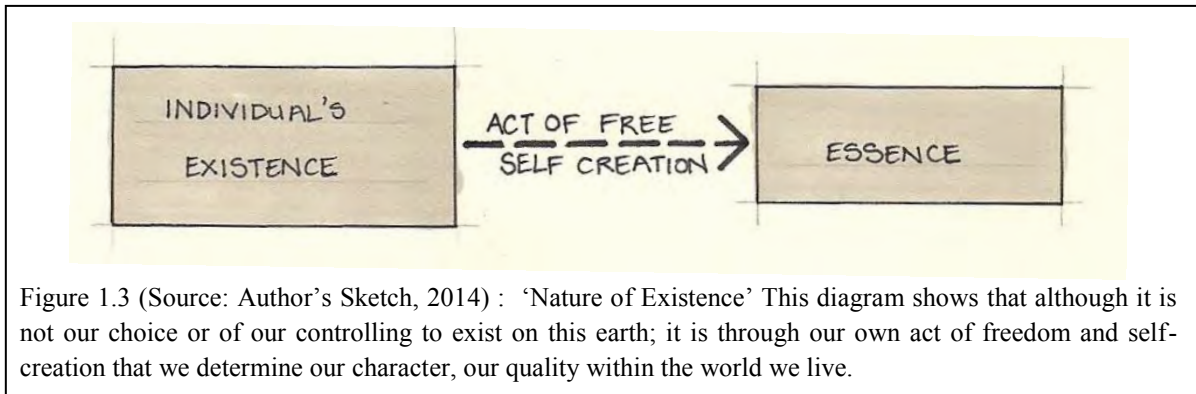 INDIVIDUAL'S
EXISTENCE
ACT OF FREE
SELF CREATION
ESSENCE
Figure 1.3 (Source: Author's Sketch, 2014) : 'Nature of Existence' This diagram shows that although it is
not our choice or of our controlling to exist on this earth; it is through our own act of freedom and self-
creation that we determine our character, our quality within the world we live.